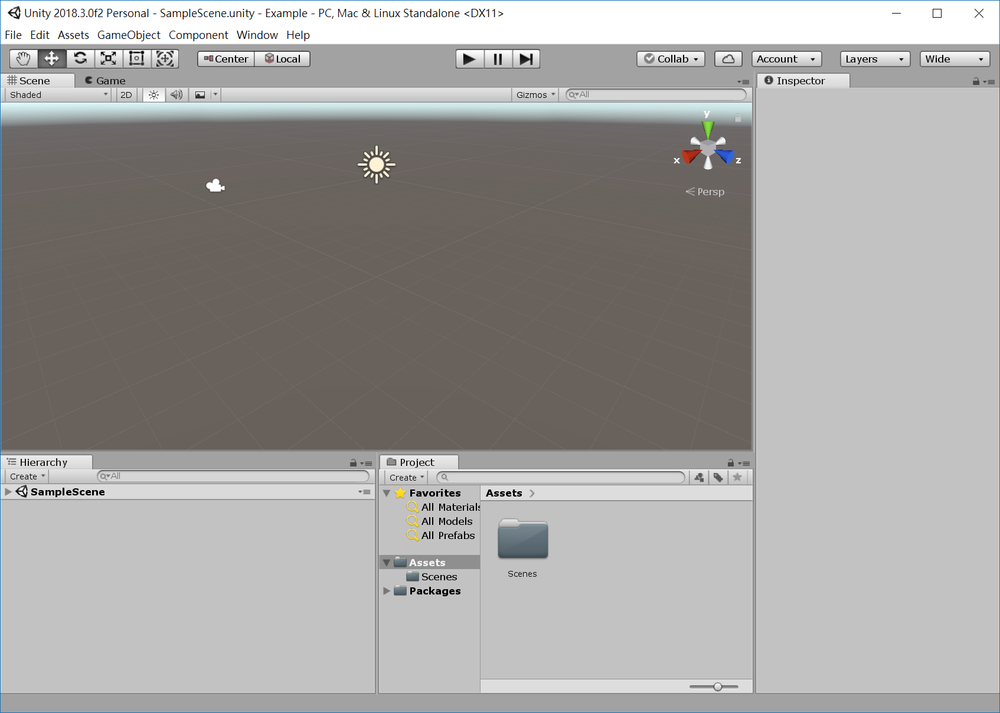 Unity 2018.3.0f2 Personal - SampleScene.unity - Example - PC, Mac & Linux Standalone <DX11>
File Edit Assets GameObject Component Window Help
Center Local Collab Account Layers Wide
Scene Game Inspector
Shaded 2D Gizmos All
y
x z
Persp
Hierarchy
Create All
SampleScene
Project
Create
Favorites
All Materials
All Models
All Prefabs
Assets
Scenes
Packages
Assets
Scenes